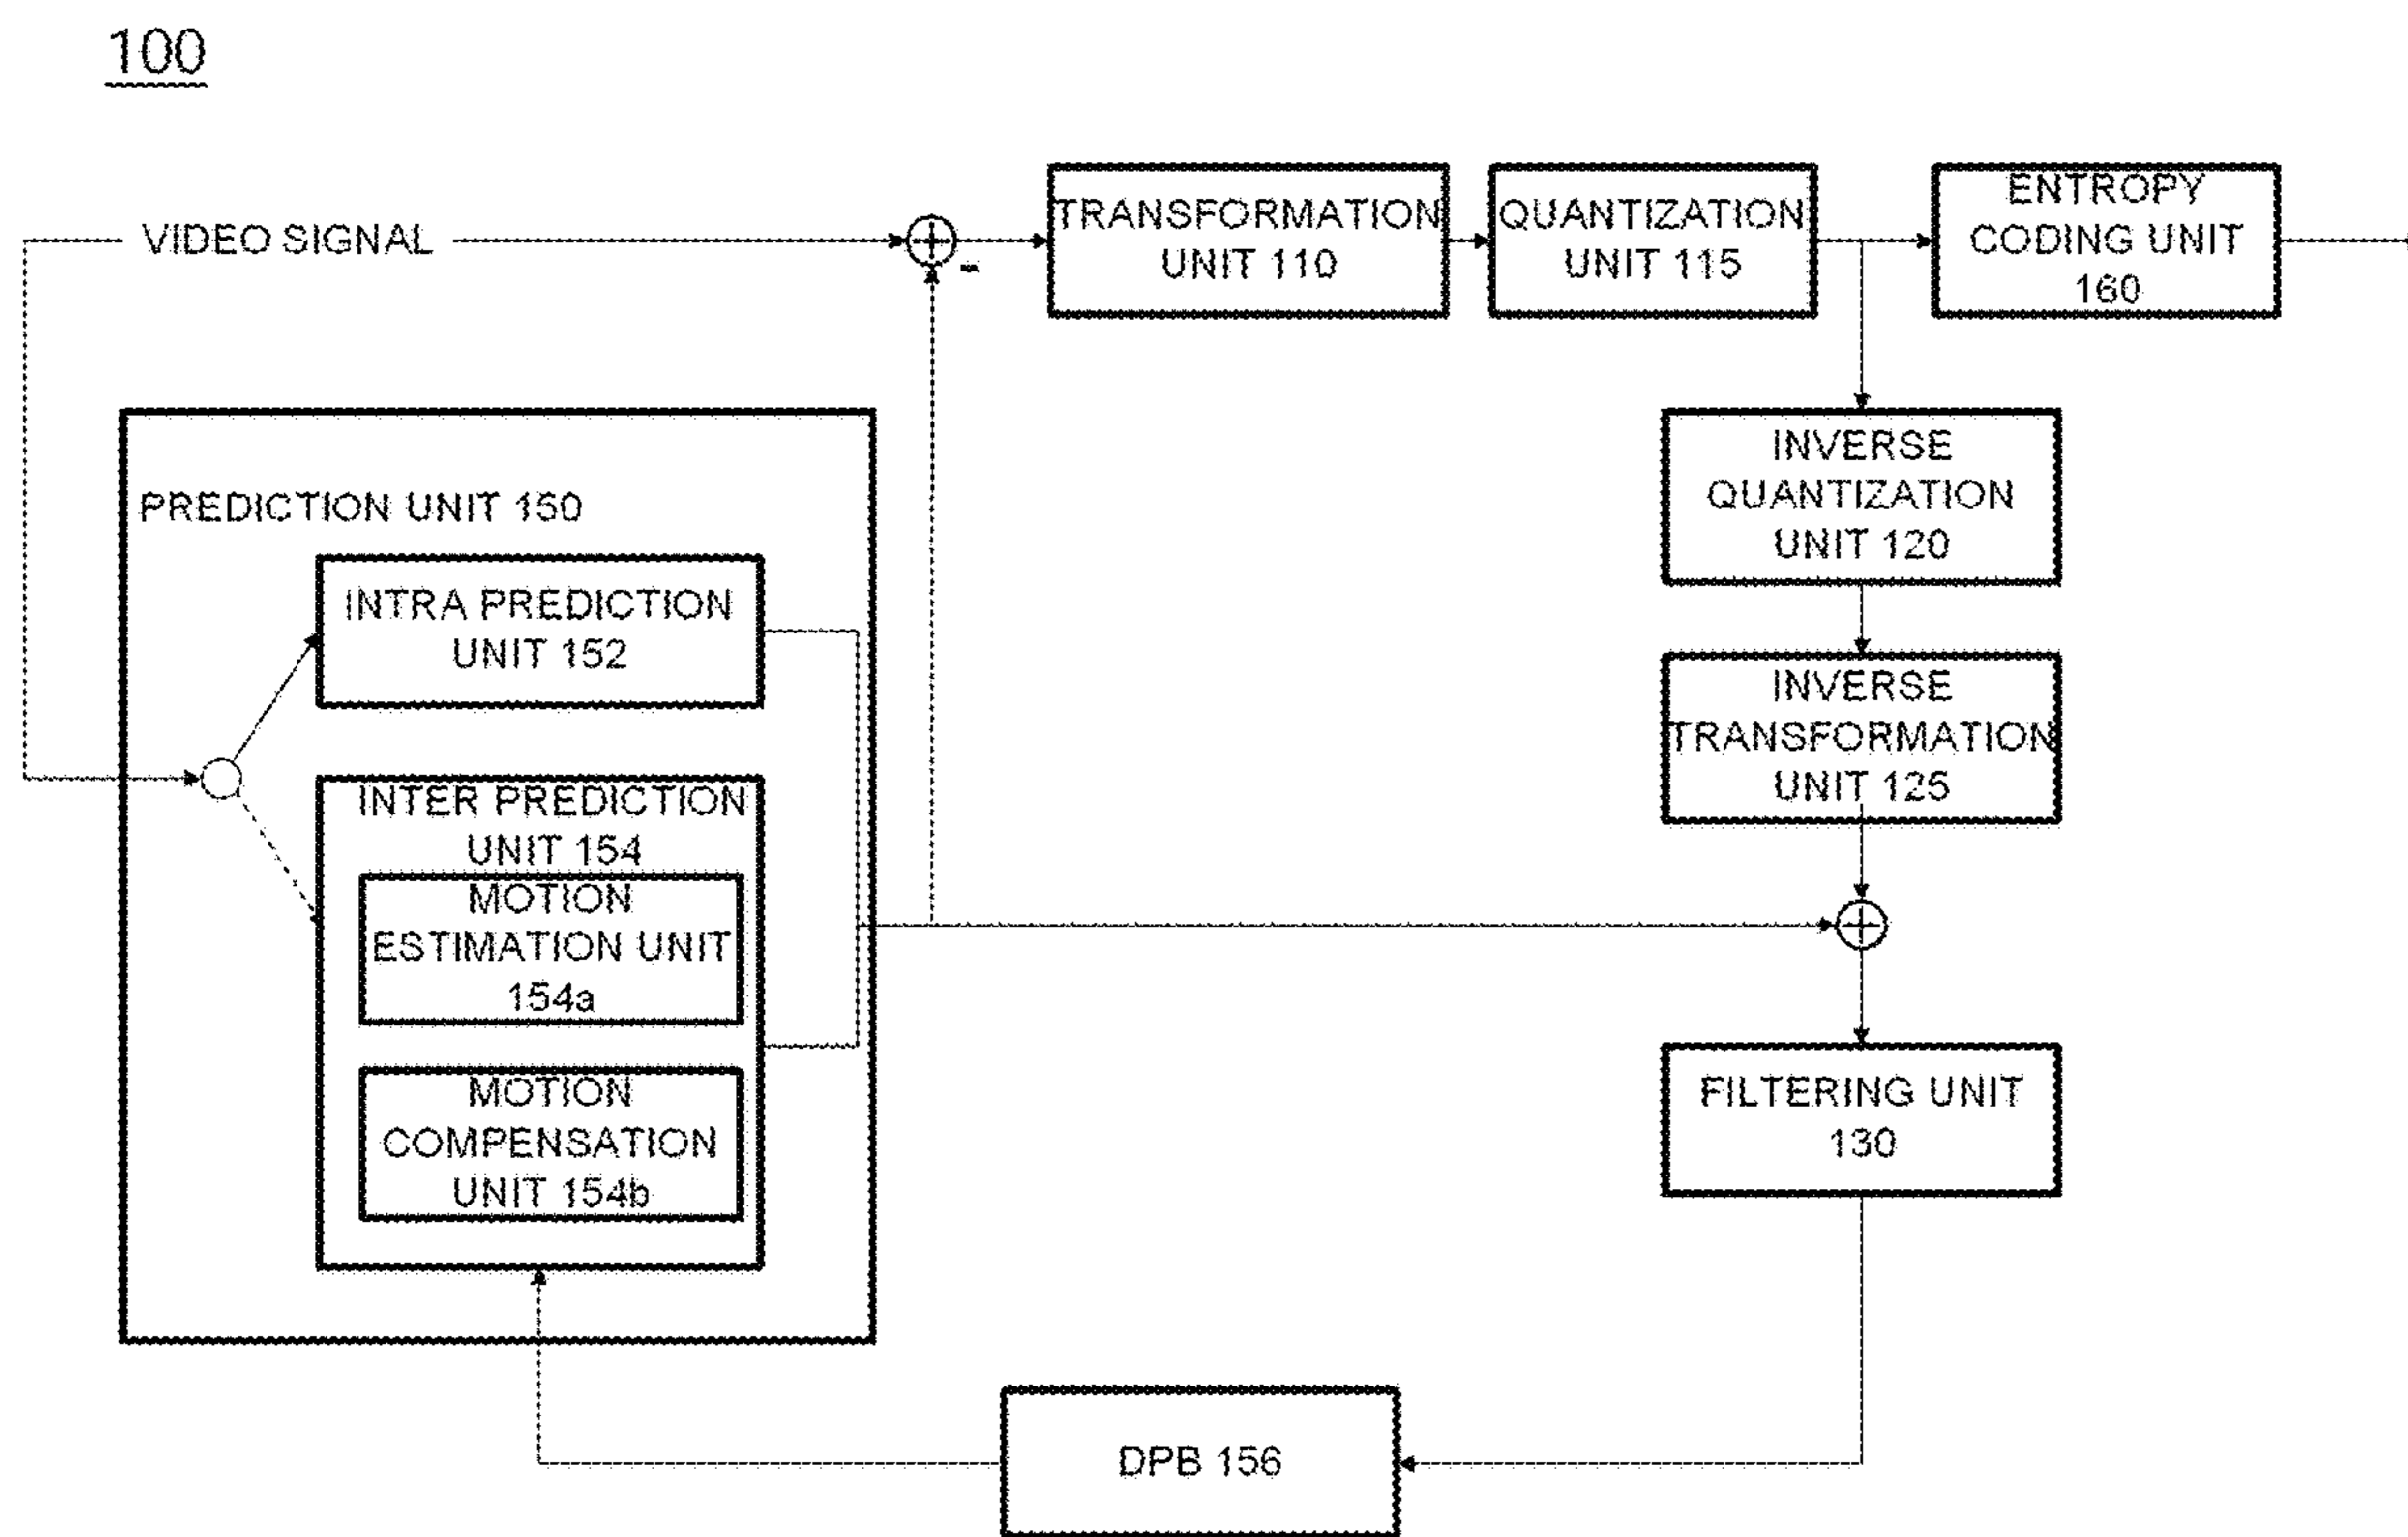 100
VIDEO SIGNAL
-
TRANSFORMATION
UNIT 110
QUANTIZATION
UNIT 115
ENTROPY
CODING UNIT
160
INVERSE
QUANTIZATION
UNIT 120
INVERSE
TRANSFORMATION
UNIT 125
PREDICTION UNIT 150
INTRA PREDICTION
UNIT 152
INTER PREDICTION
UNIT 154
MOTION
ESTIMATION UNIT
154a
MOTION
COMPENSATION
UNIT 154b
FILTERING UNIT
130
DPB 156